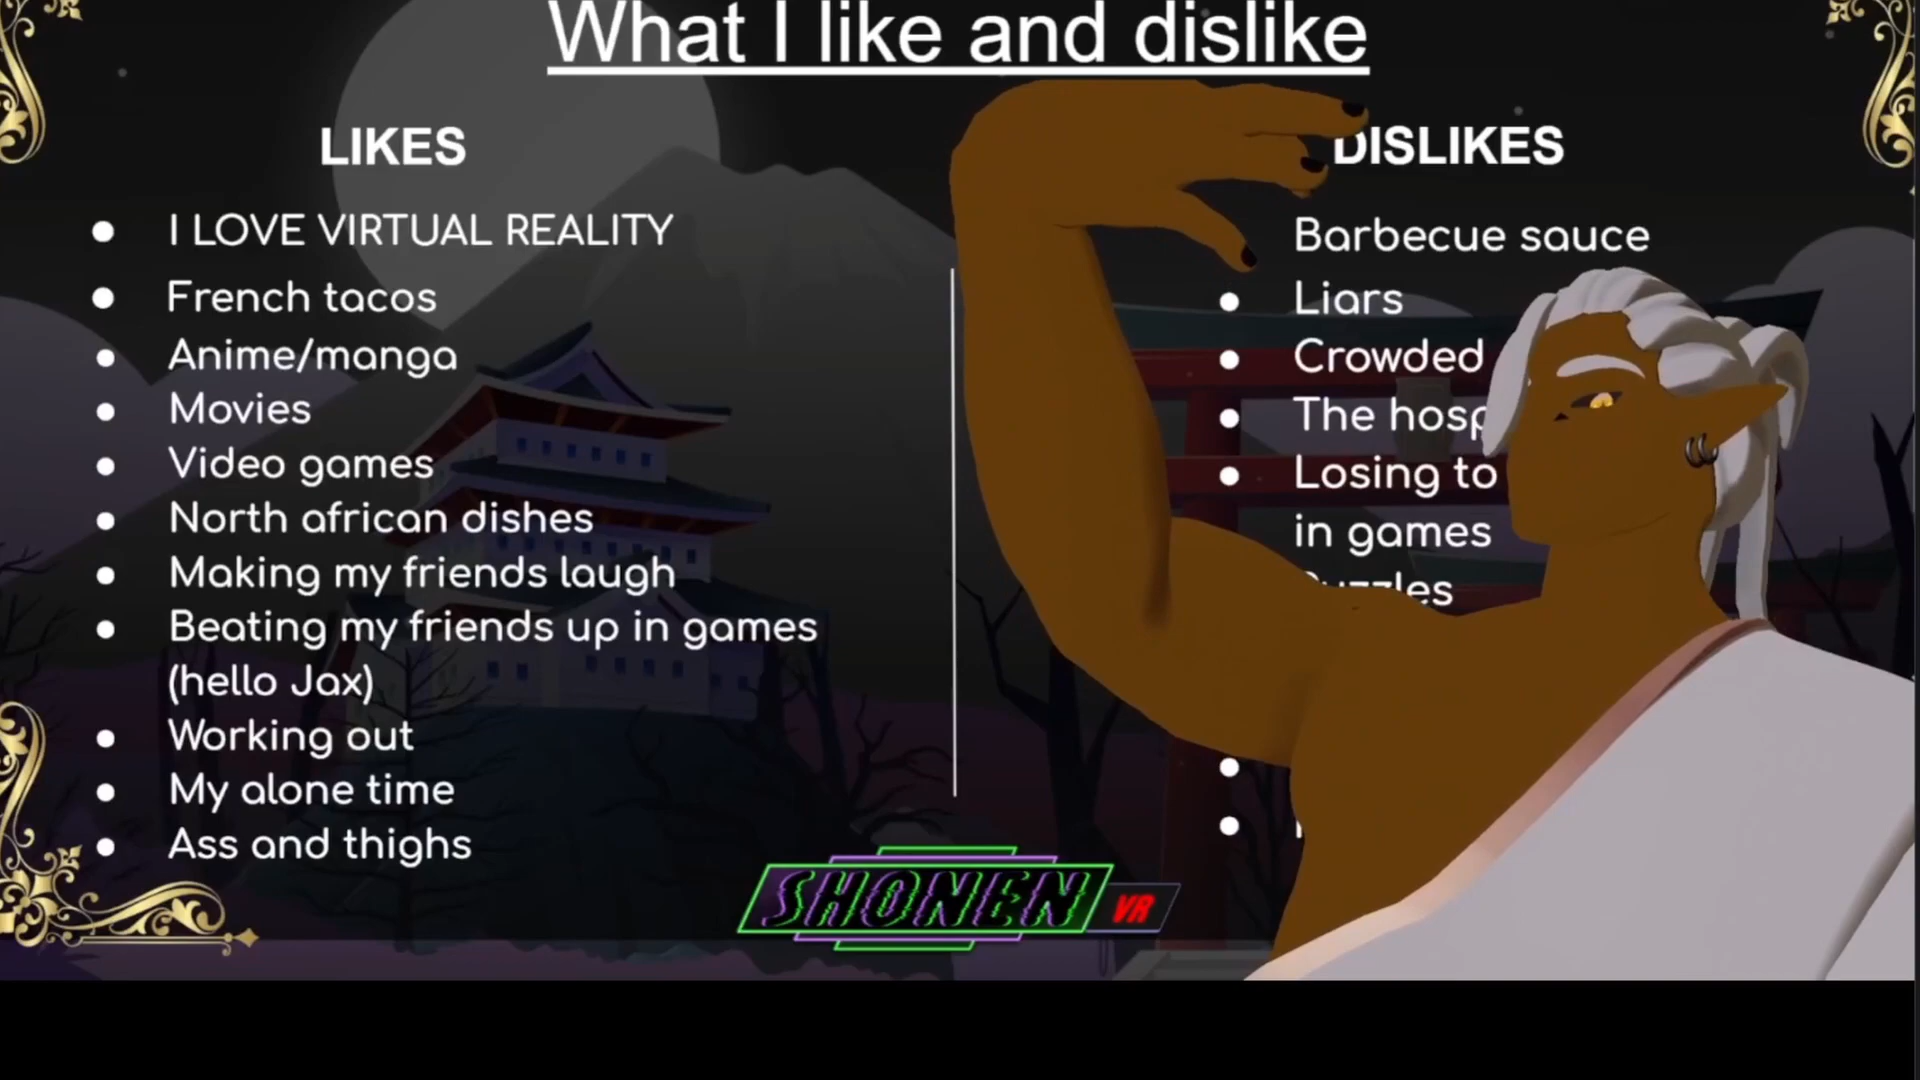 What I like and dislike
LIKES
I LOVE VIRTUAL REALITY
French tacos
Anime/manga
Movies
Video games
North african dishes
Making my friends laugh
Beating my friends up in games
(hello Jax)
Working out
My alone time
Ass and thighs
DISLIKES
Barbecue sauce
Liars
Crowded
The
Losing to
in games
Puzzles
SHONEN VR